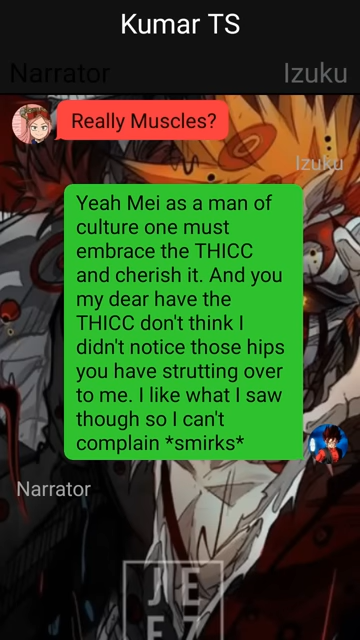 Kumar TS
Narrator
Izuku
Really Muscles?
Izuku
Yeah Mei as a man of
culture one must
embrace the THICC
and cherish it. And you
my dear have the
THICC don't think I
didn't notice those hips
you have strutting over
to me. I like what I saw
though so I can't
complain *smirks*
Narrator
JE